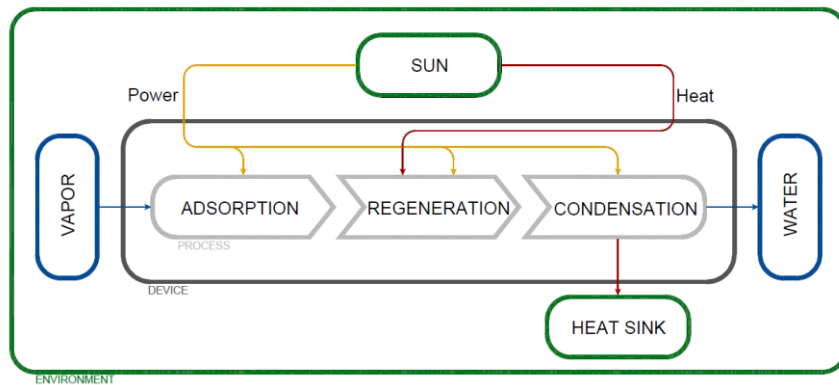 SUN
Power
Heat
VAPOR
ADSORPTION
REGENERATION
CONDENSATION
WATER
PROCESS
DEVICE
HEAT SINK
ENVIRONMENT